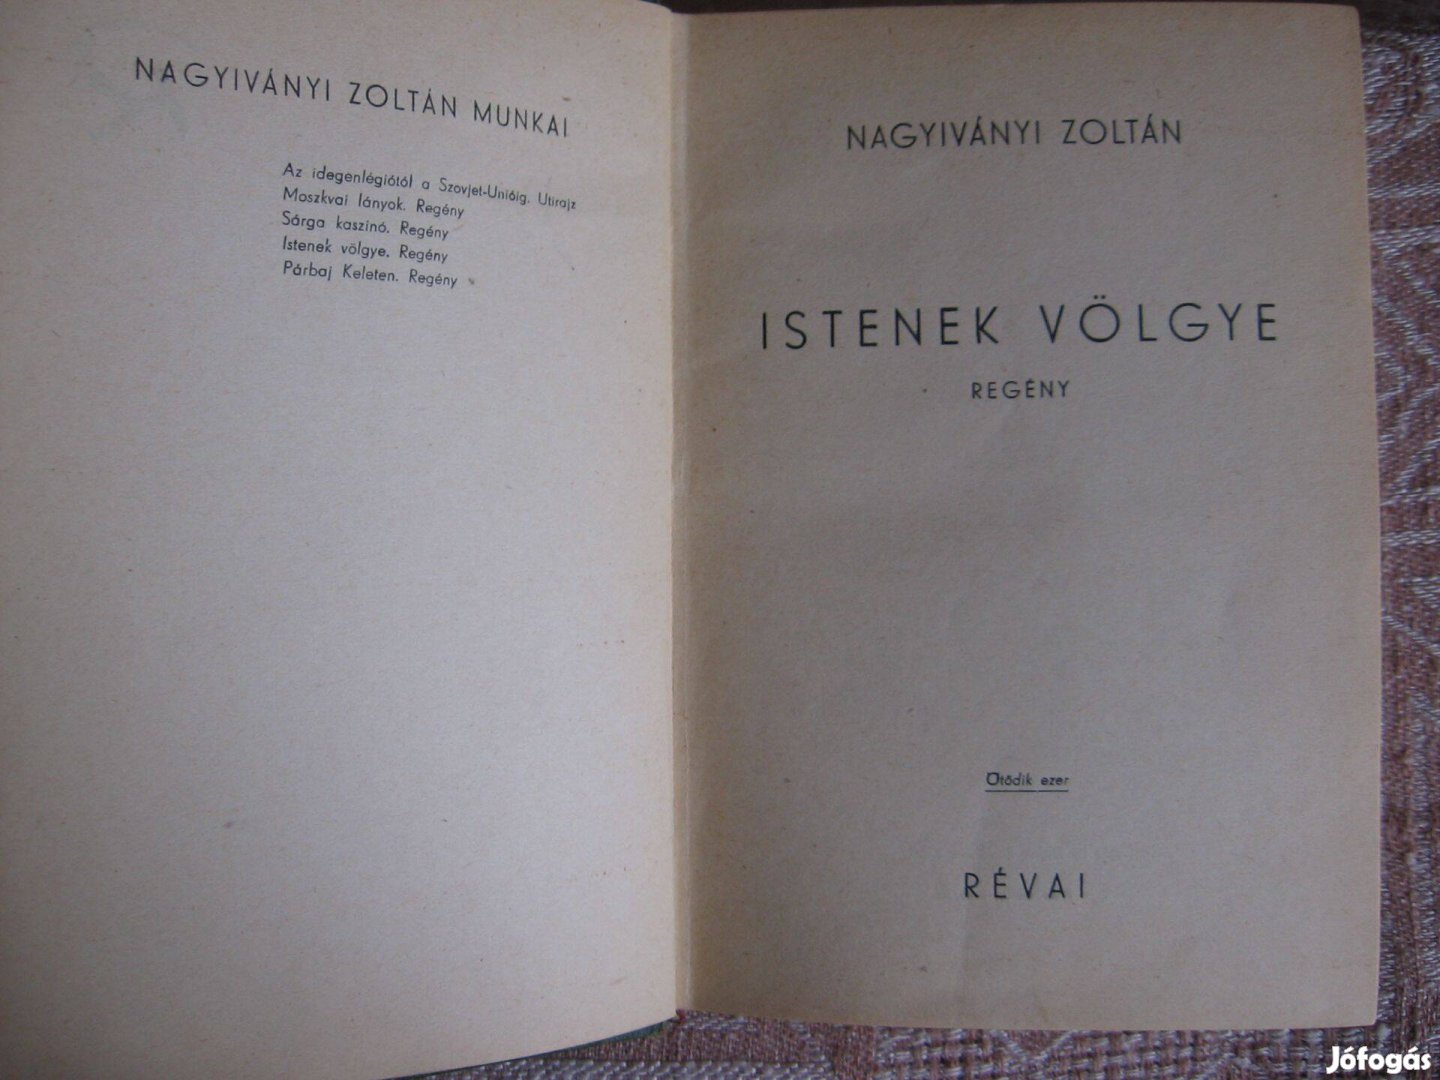 NAGYIVÁNYI ZOLTÁN MUNKAI
Az idegenlégiótól a Szovjet-Unióig. Utirajz
Moszkvai lányok. Regény
Sárga kaszinó. Regény
Istenek völgye. Regény
Párbaj Keleten. Regény
NAGYIVÁNYI ZOLTÁN
ISTENEK VÖLGYE
REGÉNY
Ötödik ezer
RÉVAI
Jófogás